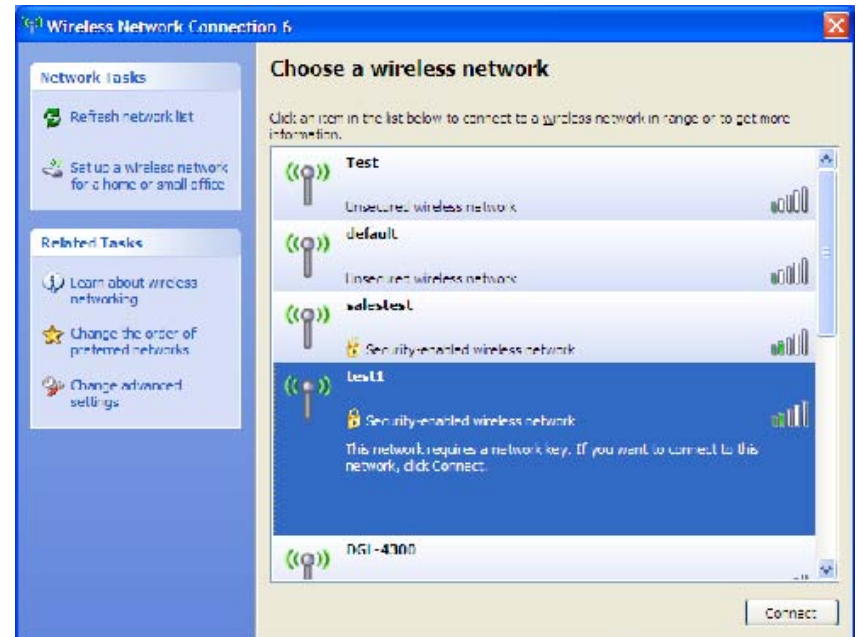 Wireless Network Connection 6
Network Tasks
Refresh network list
Set up a wireless network
for a home or small office
Related Tasks
Learn about wireless
networking
Change the order of
preferred networks
Change advanced
settings
Choose a wireless network
Click an item in the list below to connect to a wireless network in range or to get more
information.
Test
Unsecured wireless network
default
Unsecured wireless network
salestest
Security-enabled wireless network
test1
Security-enabled wireless network
This network requires a network key. If you want to connect to this
network, click Connect.
DGL-4300
Connect